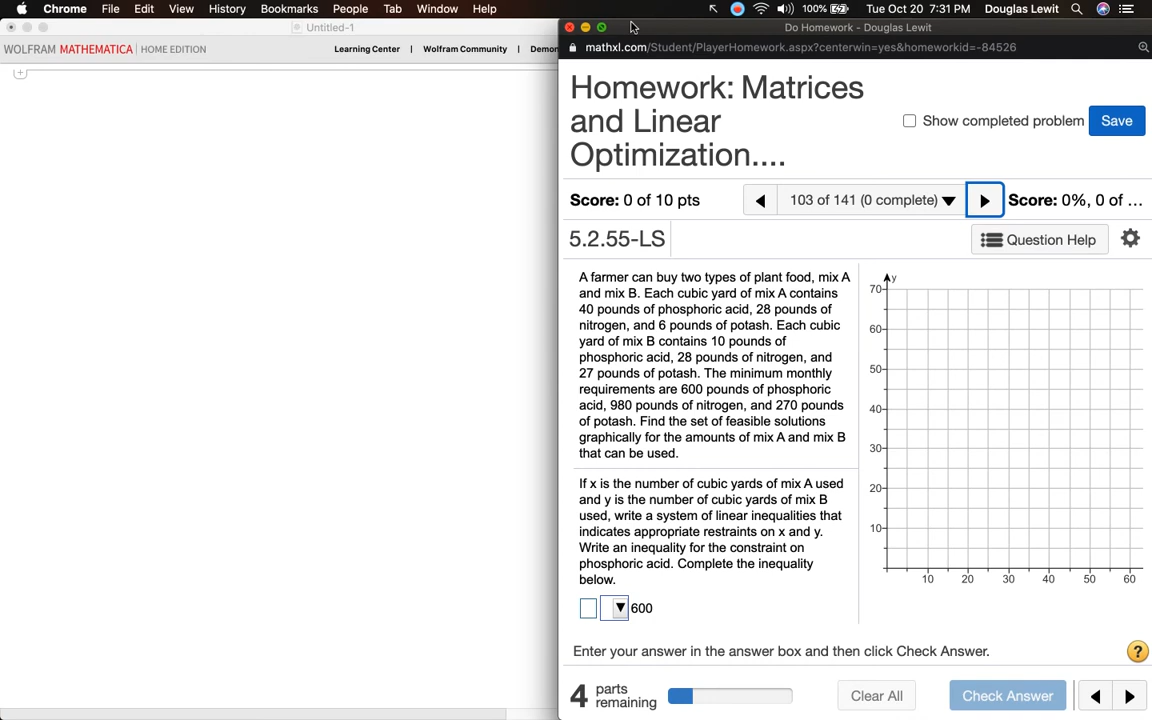 Chrome File Edit View History Bookmarks People Tab Window Help 100% Tue Oct 20 7:31 PM Douglas Lewit
Untitled-1
Do Homework - Douglas Lewit
WOLFRAM MATHEMATICA HOME EDITION Learning Center Wolfram Community Demon
mathxl.com/Student/PlayerHomework.aspx?centerwin=yes&homeworkid=-84526
Homework: Matrices
and Linear
Optimization....
Show completed problem Save
Score: 0 of 10 pts
103 of 141 (0 complete)
Score: 0%, 0 of ...
5.2.55-LS
Question Help
A farmer can buy two types of plant food, mix A
and mix B. Each cubic yard of mix A contains
40 pounds of phosphoric acid, 28 pounds of
nitrogen, and 6 pounds of potash. Each cubic
yard of mix B contains 10 pounds of
phosphoric acid, 28 pounds of nitrogen, and
27 pounds of potash. The minimum monthly
requirements are 600 pounds of phosphoric
acid, 980 pounds of nitrogen, and 270 pounds
of potash. Find the set of feasible solutions
graphically for the amounts of mix A and mix B
that can be used.
If x is the number of cubic yards of mix A used
and y is the number of cubic yards of mix B
used, write a system of linear inequalities that
indicates appropriate restraints on x and y.
Write an inequality for the constraint on
phosphoric acid. Complete the inequality
below.
600
y
70
60
50
40
30
20
10
10 20 30 40 50 60
Enter your answer in the answer box and then click Check Answer.
?
4 parts
remaining
Clear All
Check Answer